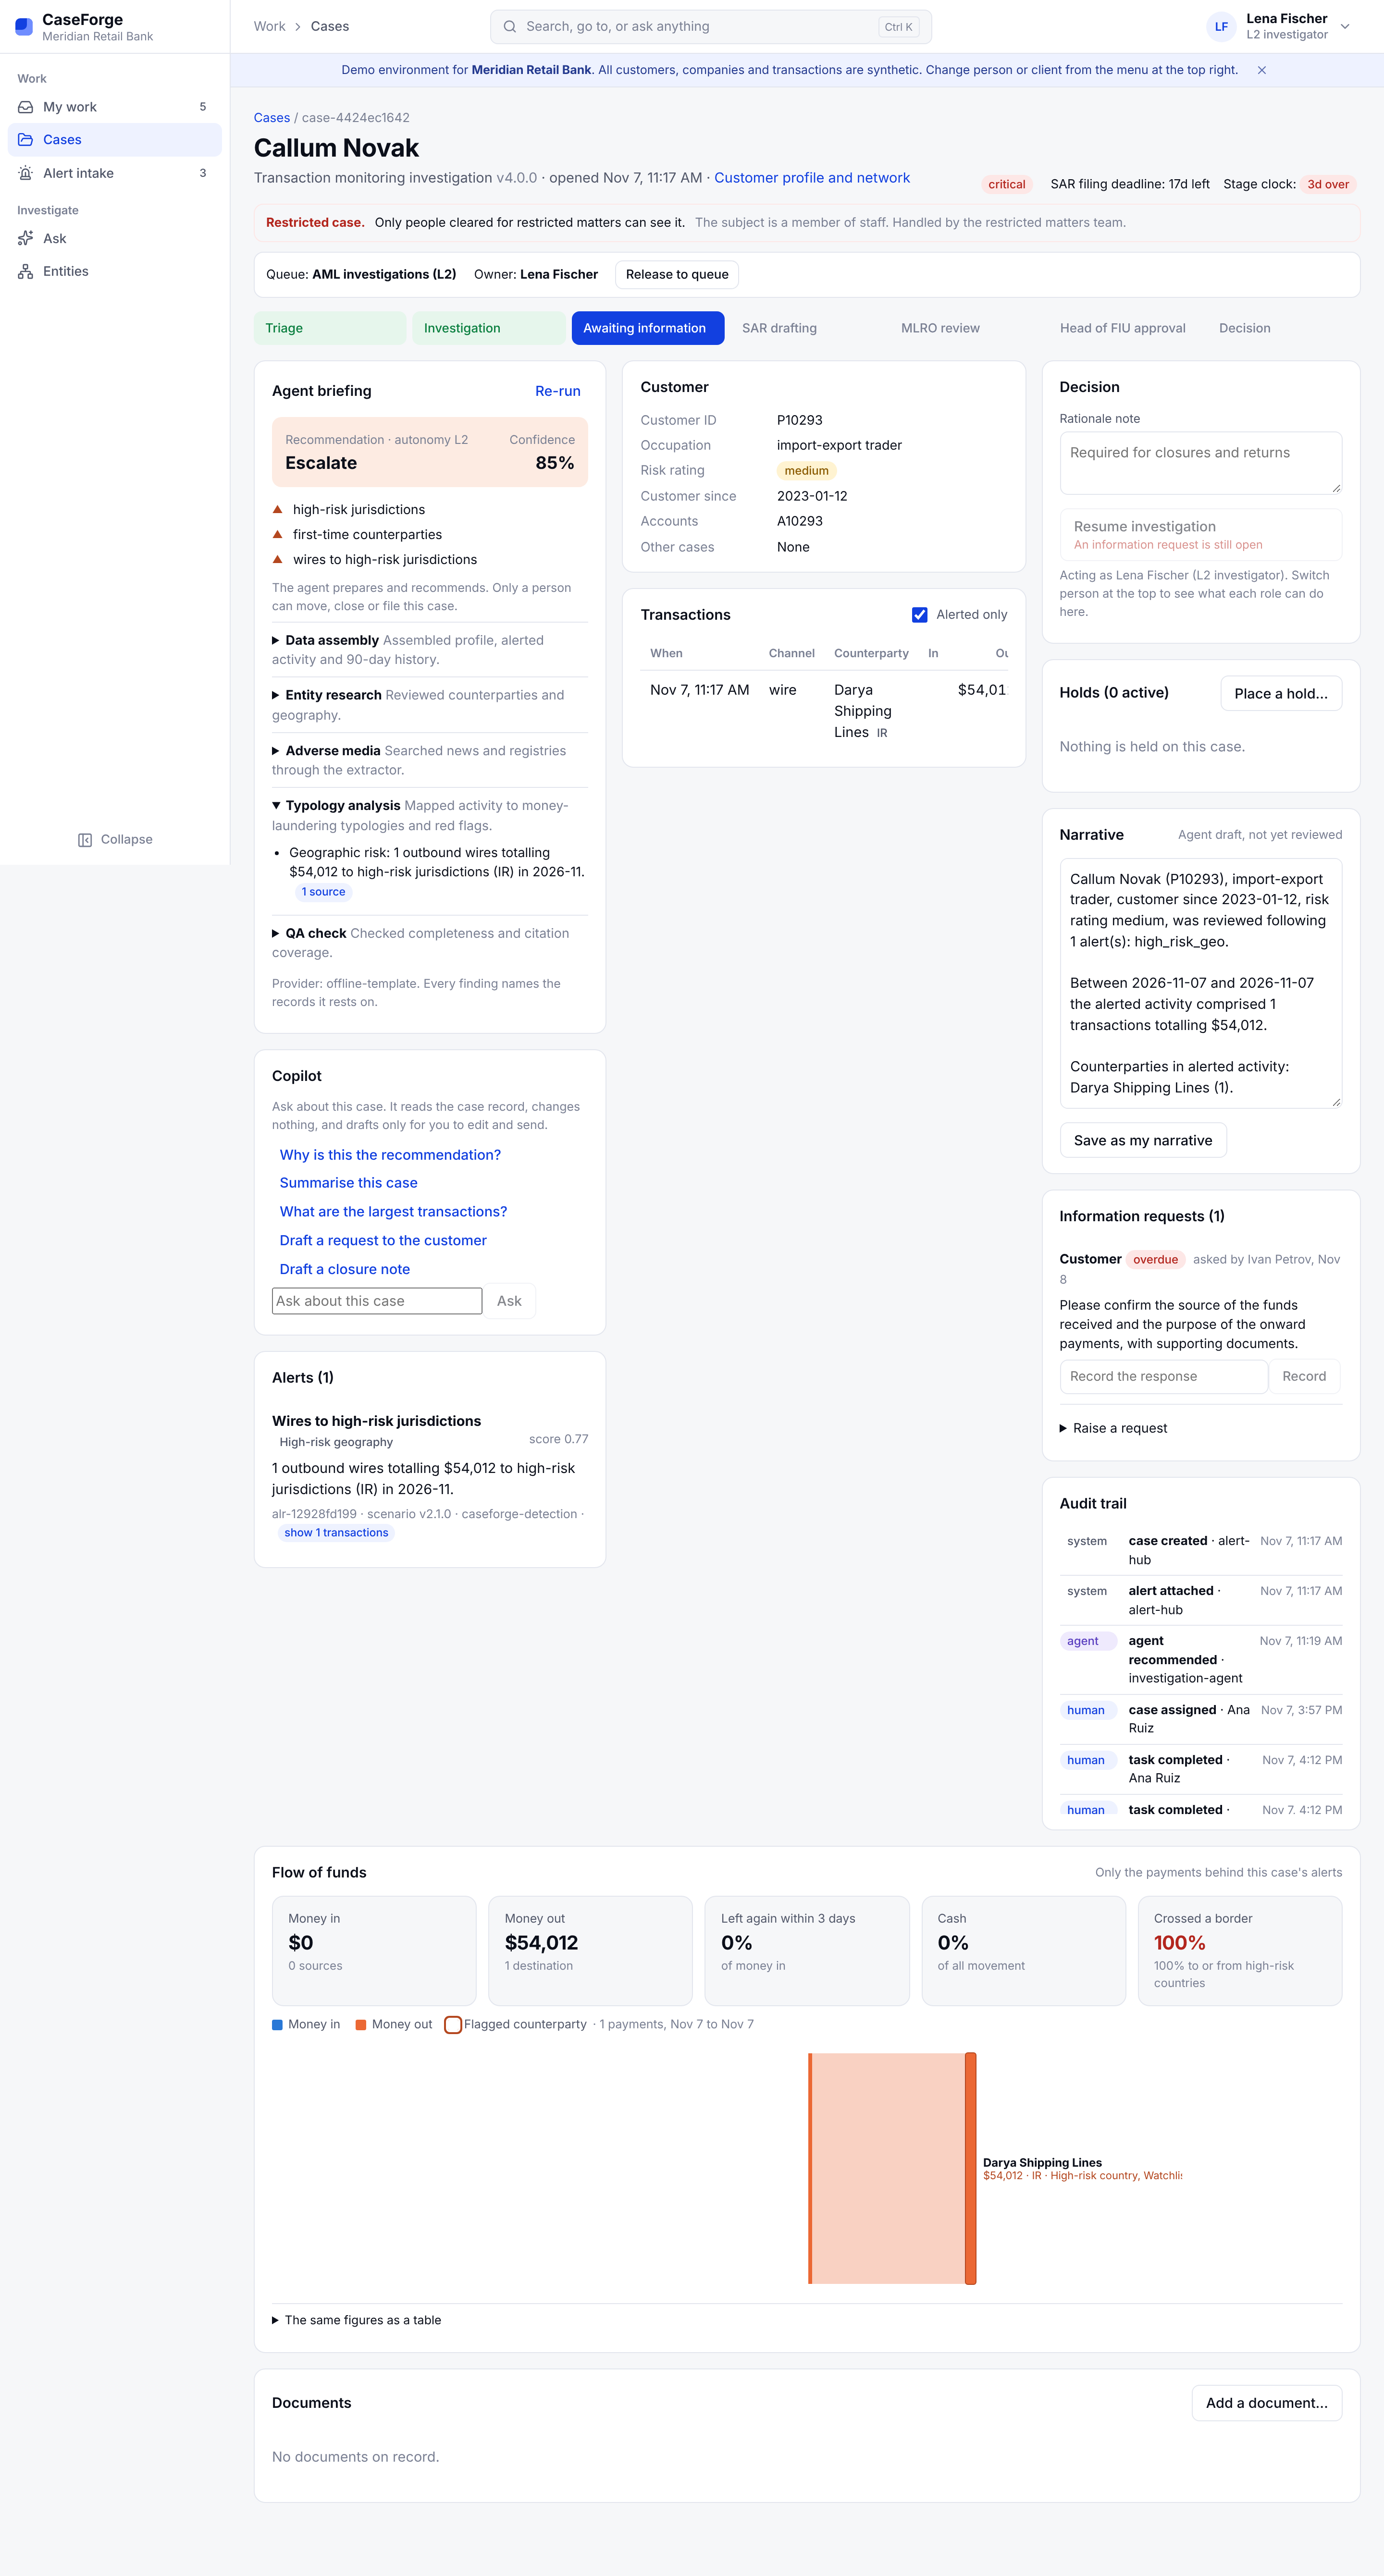 CaseForge
Meridian Retail Bank
Work
My work 5
Cases
Alert intake 3
Investigate
Ask
Entities
Collapse
Work > Cases
Search, go to, or ask anything Ctrl K
LF
Lena Fischer
L2 investigator
Demo environment for Meridian Retail Bank. All customers, companies and transactions are synthetic. Change person or client from the menu at the top right.
Cases / case-4424ec1642
Callum Novak
Transaction monitoring investigation v4.0.0 · opened Nov 7, 11:17 AM · Customer profile and network
critical SAR filing deadline: 17d left Stage clock: 3d over
Restricted case. Only people cleared for restricted matters can see it. The subject is a member of staff. Handled by the restricted matters team.
Queue: AML investigations (L2) Owner: Lena Fischer Release to queue
Triage Investigation Awaiting information SAR drafting MLRO review Head of FIU approval Decision
Agent briefing Re-run
Recommendation · autonomy L2 Confidence
Escalate 85%
high-risk jurisdictions
first-time counterparties
wires to high-risk jurisdictions
The agent prepares and recommends. Only a person
can move, close or file this case.
Data assembly Assembled profile, alerted
activity and 90-day history.
Entity research Reviewed counterparties and
geography.
Adverse media Searched news and registries
through the extractor.
Typology analysis Mapped activity to money-
laundering typologies and red flags.
• Geographic risk: 1 outbound wires totalling
$54,012 to high-risk jurisdictions (IR) in 2026-11.
1 source
QA check Checked completeness and citation
coverage.
Provider: offline-template. Every finding names the
records it rests on.
Copilot
Ask about this case. It reads the case record, changes
nothing, and drafts only for you to edit and send.
Why is this the recommendation?
Summarise this case
What are the largest transactions?
Draft a request to the customer
Draft a closure note
Ask about this case Ask
Alerts (1)
Wires to high-risk jurisdictions
High-risk geography score 0.77
1 outbound wires totalling $54,012 to high-risk
jurisdictions (IR) in 2026-11.
alr-12928fd199 · scenario v2.1.0 · caseforge-detection ·
show 1 transactions
Customer
Customer ID P10293
Occupation import-export trader
Risk rating medium
Customer since 2023-01-12
Accounts A10293
Other cases None
Transactions Alerted only
When Channel Counterparty In
Nov 7, 11:17 AM wire Darya
Shipping
Lines IR
Decision
Rationale note
Required for closures and returns
Resume investigation
An information request is still open
Acting as Lena Fischer (L2 investigator). Switch
person at the top to see what each role can do
here.
Holds (0 active) Place a hold...
Nothing is held on this case.
Narrative Agent draft, not yet reviewed
Callum Novak (P10293), import-export
trader, customer since 2023-01-12, risk
rating medium, was reviewed following
1 alert(s): high_risk_geo.
Between 2026-11-07 and 2026-11-07
the alerted activity comprised 1
transactions totalling $54,012.
Counterparties in alerted activity:
Darya Shipping Lines (1).
Save as my narrative
Information requests (1)
Customer overdue asked by Ivan Petrov, Nov
8
Please confirm the source of the funds
received and the purpose of the onward
payments, with supporting documents.
Record the response Record
Raise a request
Audit trail
system case created · alert- Nov 7, 11:17 AM
hub
system alert attached · Nov 7, 11:17 AM
alert-hub
agent agent Nov 7, 11:19 AM
recommended ·
investigation-agent
human case assigned · Ana Nov 7, 3:57 PM
Ruiz
human task completed · Nov 7, 4:12 PM
Ana Ruiz
human task completed · Nov 7, 4:12 PM
Flow of funds Only the payments behind this case's alerts
Money in
$0
0 sources
Money out
$54,012
1 destination
Left again within 3 days
0%
of money in
Cash
0%
of all movement
Crossed a border
100%
100% to or from high-risk
countries
Money in Money out Flagged counterparty · 1 payments, Nov 7 to Nov 7
Darya Shipping Lines
$54,012 · IR · High-risk country,
The same figures as a table
Documents Add a document...
No documents on record.